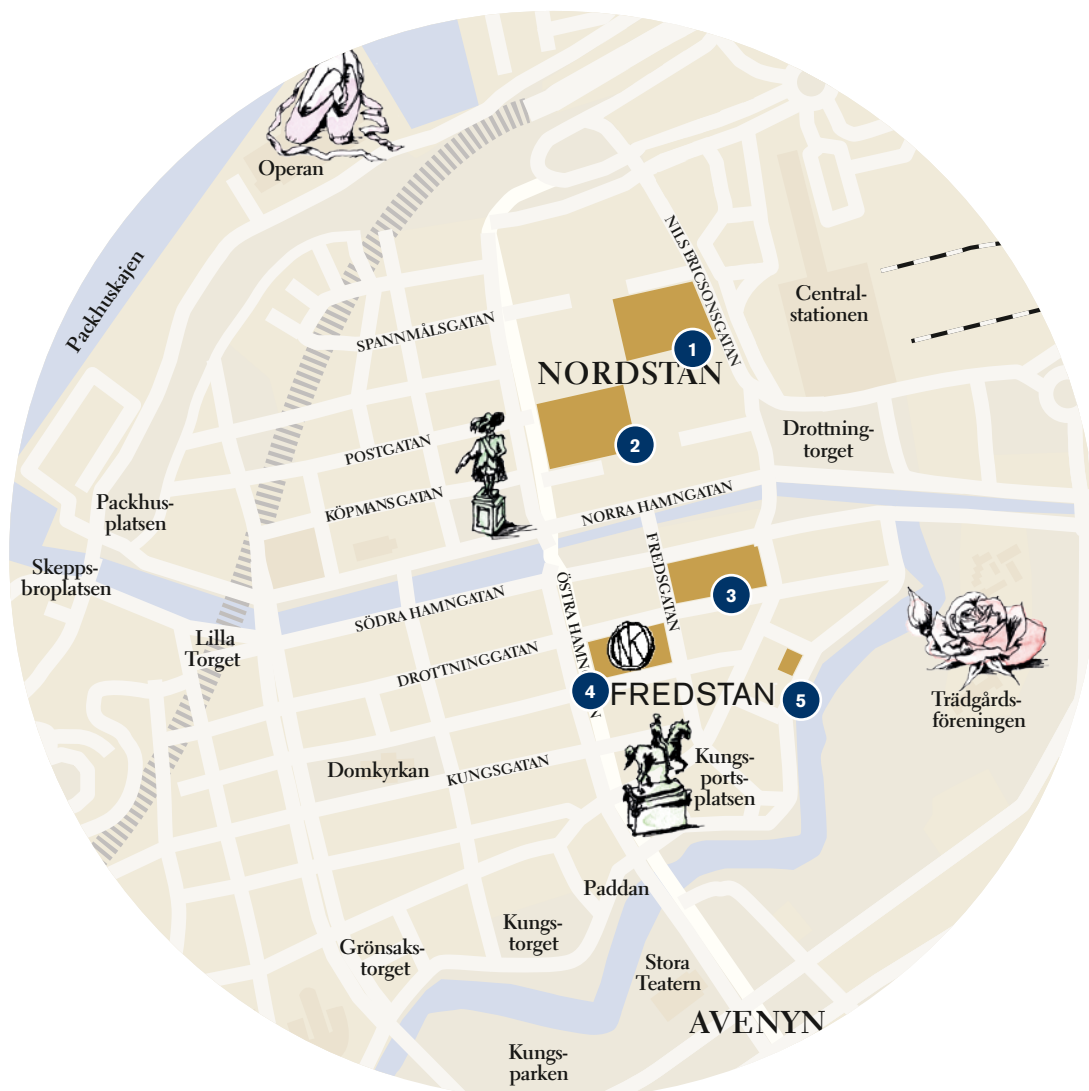 Operan
Packhuskajen
NILS ERICSONSGATAN
Central-
stationen
SPANNMÅLSGATAN
1
NORDSTAN
2
Drottning-
torget
POSTGATAN
KÖPMANSGATAN
NORRA HAMNGATAN
Packhus-
platsen
Skepps-
broplatsen
FREDSGATAN
SÖDRA HAMNGATAN
3
ÖSTRA HAMN
N
Lilla
Torget
NK
DROTTNINGGATAN
4
FREDSTAN
5
Trädgårds-
föreningen
Domkyrkan
KUNGSGATAN
Kungs-
ports-
platsen
Paddan
Kungs-
torget
Grönsaks-
torget
Stora
Teatern
AVENYN
Kungs-
parken